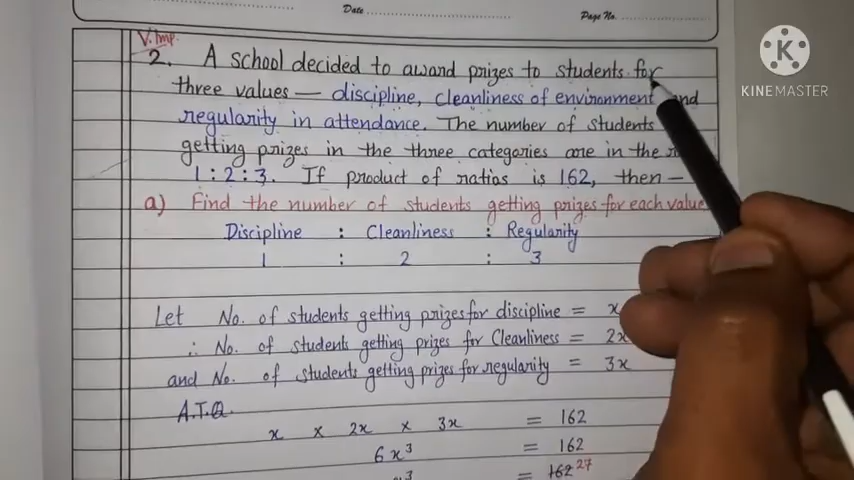 Date
Page No.
K
KINEMASTER
V. Imp.
2. A school decided to award prizes to students for
three values — discipline, cleanliness of environment and
regularity in attendance. The number of students
getting prizes in the three categories are in the
1 : 2 : 3. If product of ratios is 162, then —
a) Find the number of students getting prizes for each value
Discipline : Cleanliness : Regularity
1 : 2 : 3
Let No. of students getting prizes for discipline = x
∴ No. of students getting prizes for Cleanliness = 2x
and No. of students getting prizes for regularity = 3x
A.T.Q.
x × 2x × 3x = 162
6x³ = 162
x³ = 162 27